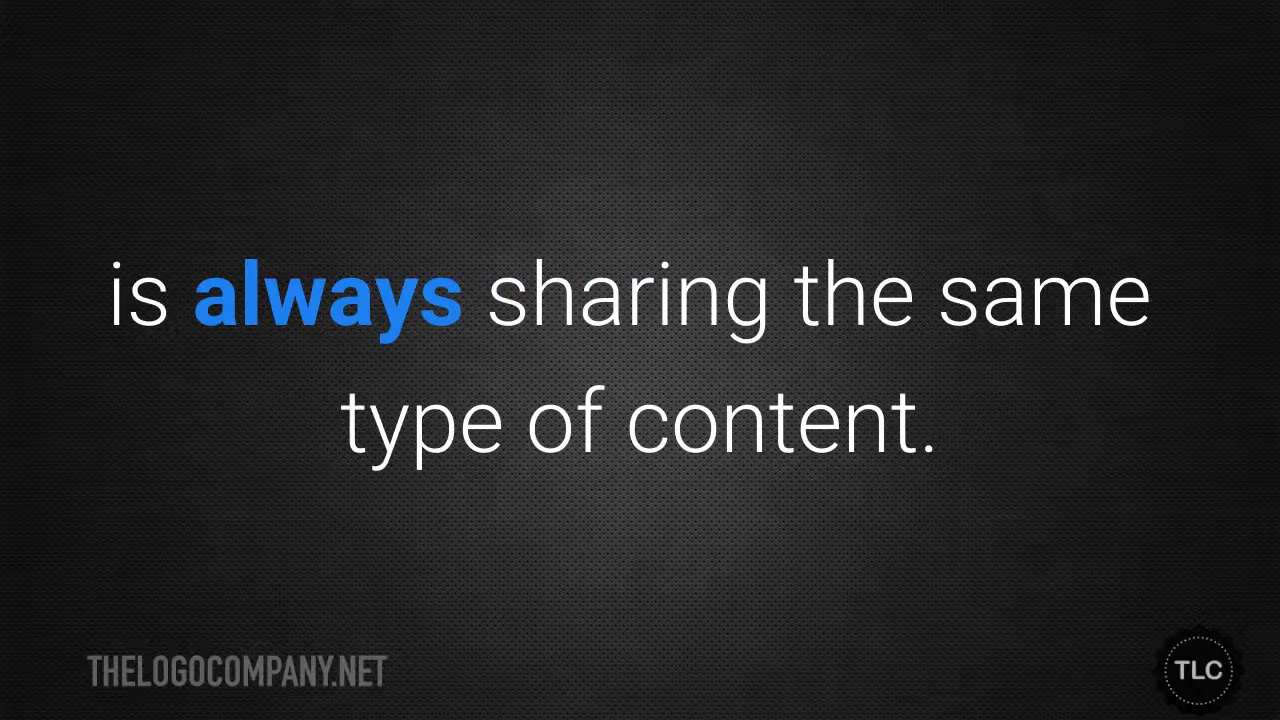 is always sharing the same
type of content.
THELOGOCOMPANY.NET
TLC